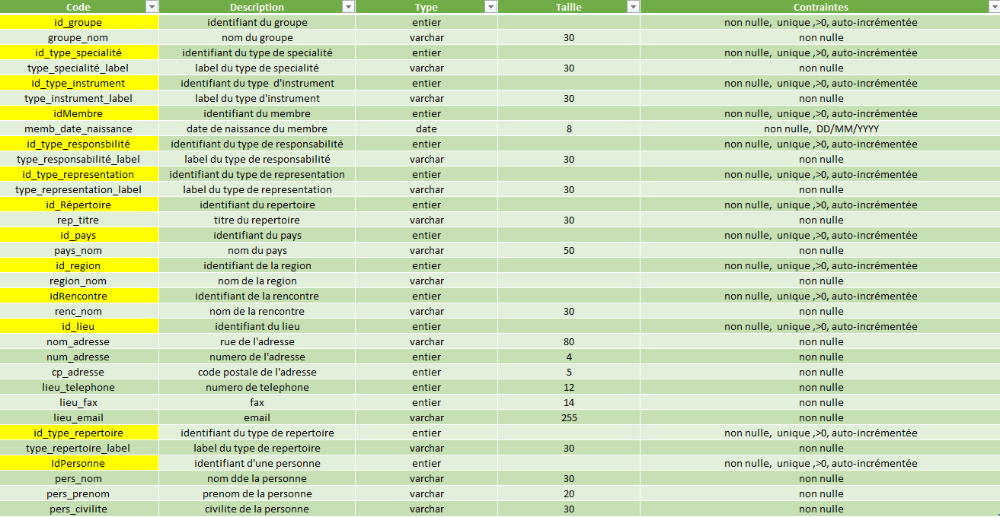 Code Description Type Taille Contraintes
id_groupe identifiant du groupe entier non nulle, unique ,>0, auto-incrémentée
groupe_nom nom du groupe varchar 30 non nulle
id_type_specialité identifiant du type de specialité entier non nulle, unique ,>0, auto-incrémentée
type_specialité_label label du type de specialité varchar 30 non nulle
id_type_instrument identifiant du type d'instrument entier non nulle, unique ,>0, auto-incrémentée
type_instrument_label label du type d'instrument varchar 30 non nulle
idMembre identifiant du membre entier non nulle, unique ,>0, auto-incrémentée
memb_date_naissance date de naissance du membre date 8 non nulle, DD/MM/YYYY
id_type_responsbilité identifiant du type de responsabilité entier non nulle, unique ,>0, auto-incrémentée
type_responsabilité_label label du type de responsabilité varchar 30 non nulle
id_type_representation identifiant du type de representation entier non nulle, unique ,>0, auto-incrémentée
type_representation_label label du type de representation varchar 30 non nulle
id_Répertoire identifiant du repertoire entier non nulle, unique ,>0, auto-incrémentée
rep_titre titre du repertoire varchar 30 non nulle
id_pays identifiant du pays entier non nulle, unique ,>0, auto-incrémentée
pays_nom nom du pays varchar 50 non nulle
id_region identifiant de la region entier non nulle, unique ,>0, auto-incrémentée
region_nom nom de la region varchar non nulle
idRencontre identifiant de la rencontre entier non nulle, unique ,>0, auto-incrémentée
renc_nom nom de la rencontre varchar 30 non nulle
id_lieu identifiant du lieu entier non nulle, unique ,>0, auto-incrémentée
nom_adresse rue de l'adresse varchar 80 non nulle
num_adresse numero de l'adresse entier 4 non nulle
cp_adresse code postale de l'adresse entier 5 non nulle
lieu_telephone numero de telephone entier 12 non nulle
lieu_fax fax entier 14 non nulle
lieu_email email varchar 255 non nulle
id_type_repertoire identifiant du type de repertoire entier non nulle, unique ,>0, auto-incrémentée
type_repertoire_label label du type de repertoire varchar 30 non nulle
IdPersonne identifiant d'une personne entier non nulle, unique ,>0, auto-incrémentée
pers_nom nom dde la personne varchar 30 non nulle
pers_prenom prenom de la personne varchar 20 non nulle
pers_civilite civilite de la personne varchar 30 non nulle